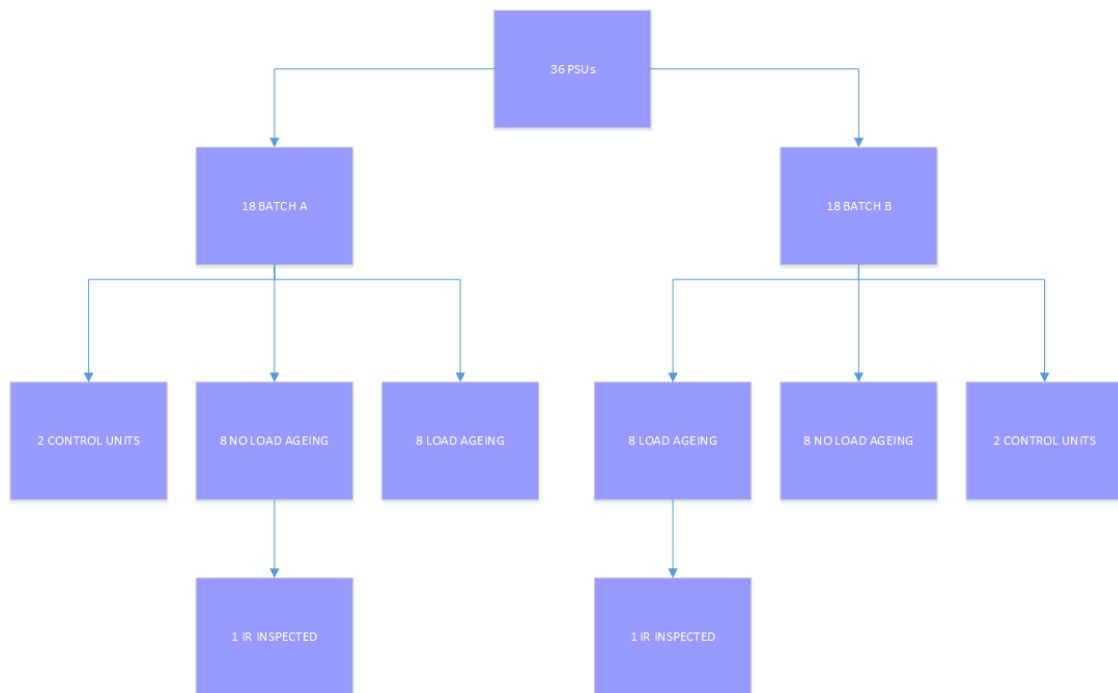 36 PSUs
18 BATCH A
18 BATCH B
2 CONTROL UNITS
8 NO LOAD AGEING
8 LOAD AGEING
8 LOAD AGEING
8 NO LOAD AGEING
2 CONTROL UNITS
1 IR INSPECTED
1 IR INSPECTED